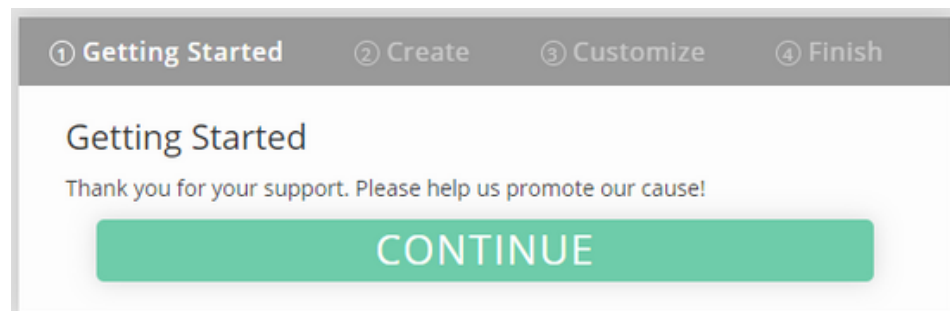 ① Getting Started ② Create ③ Customize ④ Finish
Getting Started
Thank you for your support. Please help us promote our cause!
CONTINUE